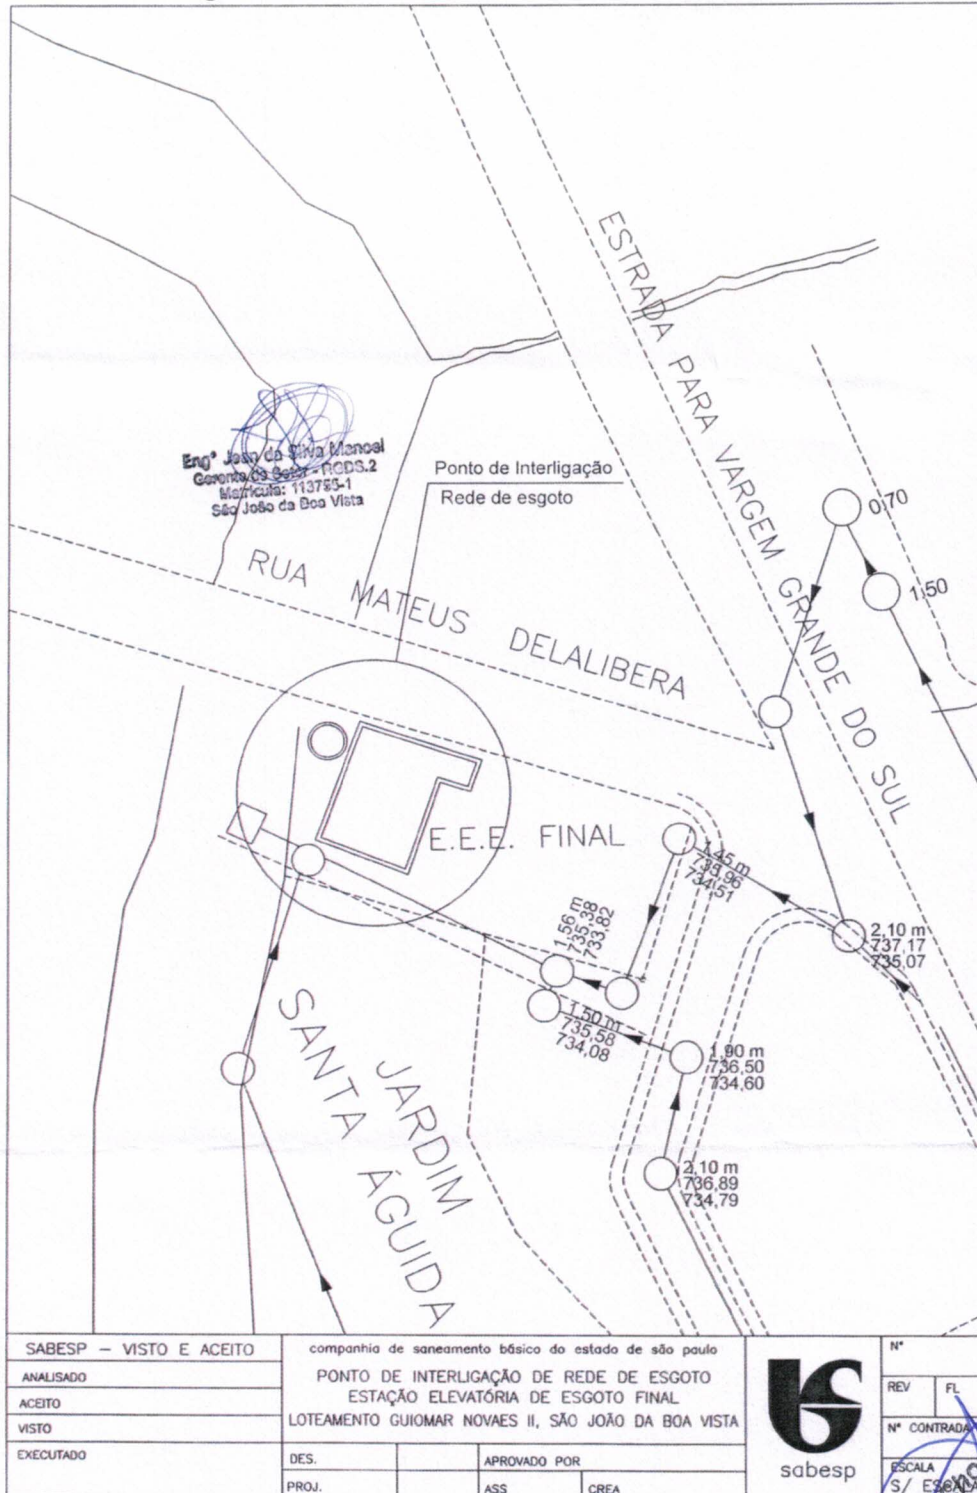 ESTRADA PARA VARGEM GRANDE DO SUL
Engº João da Silva Manoel
Gerente de Setor - RGDS.2
Matrícula: 113795-1
São João da Boa Vista
Ponto de Interligação
Rede de esgoto
0,70
1,50
RUA MATEUS DELALIBERA
E.E.E. FINAL
1,45 m
735,96
734,51
1,56 m
735,38
733,82
2,10 m
737,17
735,07
1,50 m
735,58
734,08
1,90 m
736,50
734,60
2,10 m
736,89
734,79
JARDIM
SANTA ÁGUIDA
SABESP – VISTO E ACEITO
ANALISADO
ACEITO
VISTO
EXECUTADO
companhia de saneamento básico do estado de são paulo
PONTO DE INTERLIGAÇÃO DE REDE DE ESGOTO
ESTAÇÃO ELEVATÓRIA DE ESGOTO FINAL
LOTEAMENTO GUIOMAR NOVAES II, SÃO JOÃO DA BOA VISTA
DES.
APROVADO POR
PROJ.
ASS
CREA
sabesp
Nº
REV
FL
Nº CONTRADA
ESCALA
S/ ESCALA